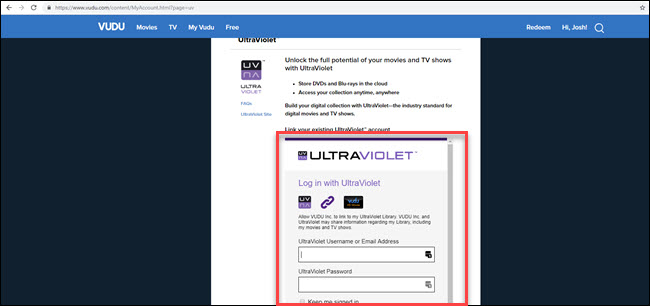 https://www.vudu.com/content/MyAccount.html?page=uv
VUDU Movies TV My Vudu Free Redeem Hi, Josh!
UltraViolet
UV
ULTRA
VIOLET
FAQs
UltraViolet Site
Unlock the full potential of your movies and TV shows
with UltraViolet
• Store DVDs and Blu-rays in the cloud
• Access your collection anytime, anywhere
Build your digital collection with UltraViolet—the industry standard for
digital movies and TV shows.
Link your existing UltraViolet™ account
UV ULTRAVIOLET™
Log in with UltraViolet
UV vudu
Allow VUDU Inc. to link to my UltraViolet Library. VUDU Inc. and
UltraViolet may share information regarding my Library, including
my movies and TV shows.
UltraViolet Username or Email Address
UltraViolet Password
Keep me signed in